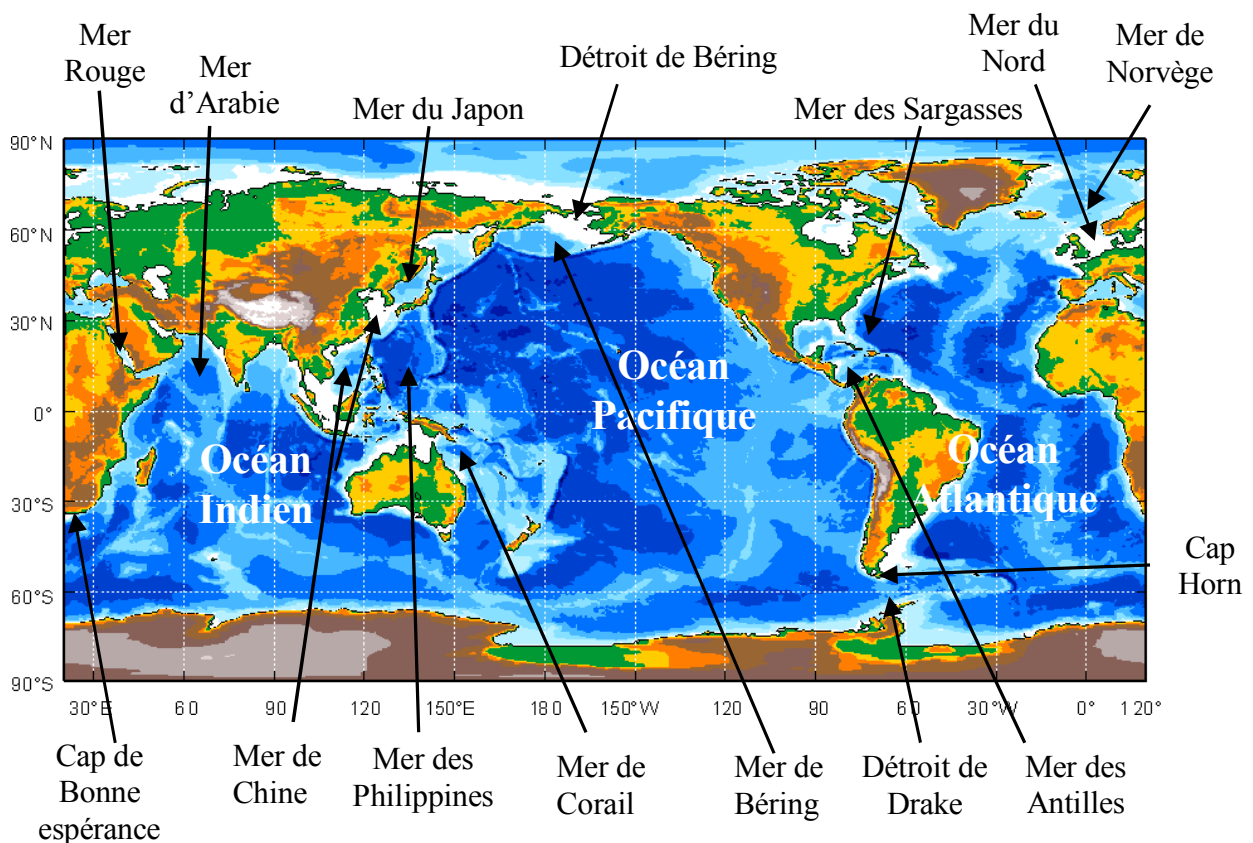 Mer
Rouge
Mer
d’Arabie
Mer du Japon
Détroit de Béring
Mer des Sargasses
Mer du
Nord
Mer de
Norvège
90°N
60°N
30°N
0°
30°S
60°S
90°S
Océan
Pacifique
Océan
Indien
Océan
Atlantique
Cap
Horn
30°E
60
90
120
150°E
180
150°W
120
90
60
30°W
0°
120°
Cap de
Bonne
espérance
Mer de
Chine
Mer des
Philippines
Mer de
Corail
Mer de
Béring
Détroit de
Drake
Mer des
Antilles